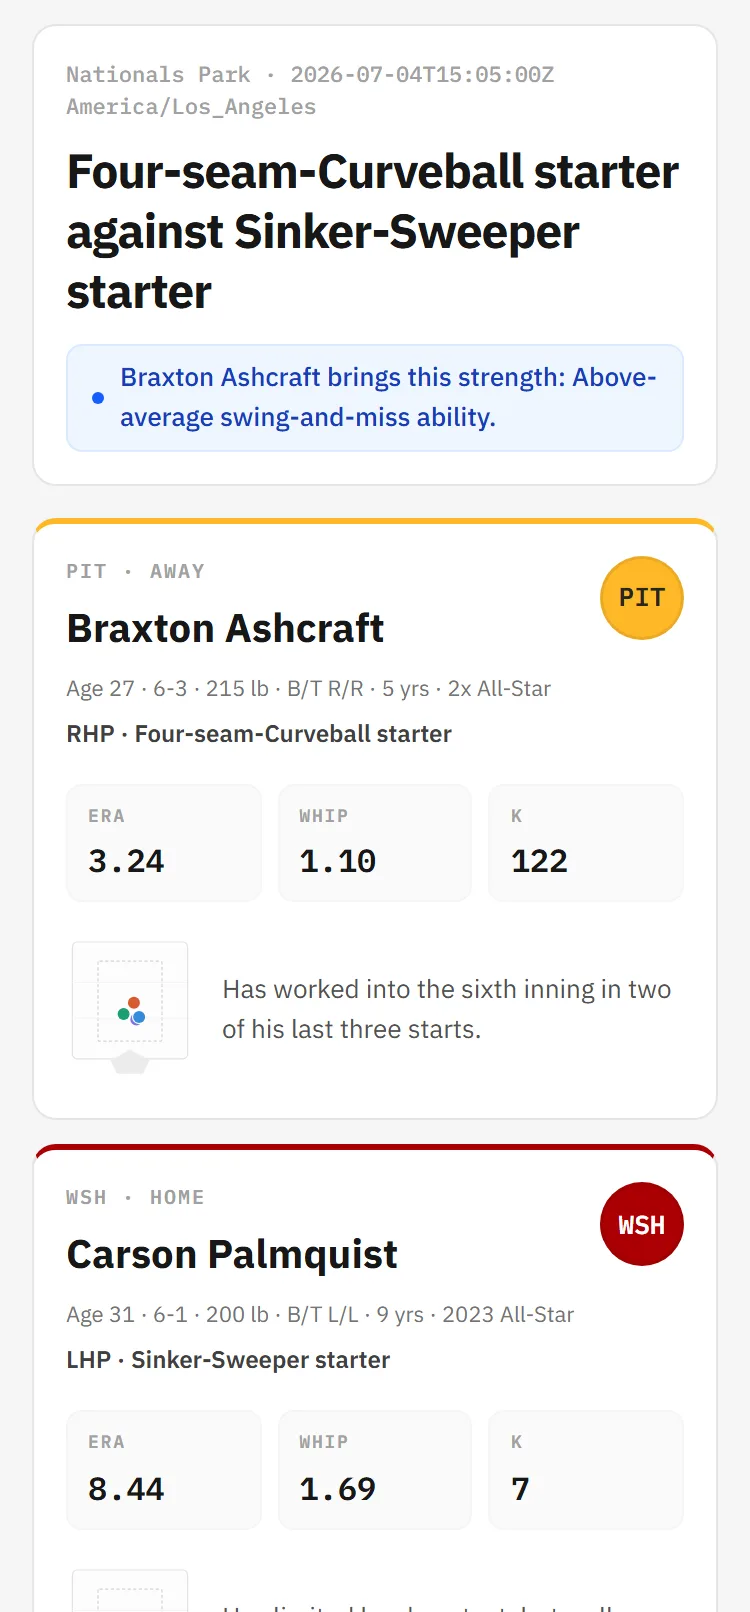 Nationals Park · 2026-07-04T15:05:00Z
America/Los_Angeles
Four-seam-Curveball starter
against Sinker-Sweeper
starter
Braxton Ashcraft brings this strength: Above-
average swing-and-miss ability.
PIT · AWAY
PIT
Braxton Ashcraft
Age 27 · 6-3 · 215 lb · B/T R/R · 5 yrs · 2x All-Star
RHP · Four-seam-Curveball starter
ERA WHIP K
3.24 1.10 122
Has worked into the sixth inning in two
of his last three starts.
WSH · HOME
WSH
Carson Palmquist
Age 31 · 6-1 · 200 lb · B/T L/L · 9 yrs · 2023 All-Star
LHP · Sinker-Sweeper starter
ERA WHIP K
8.44 1.69 7